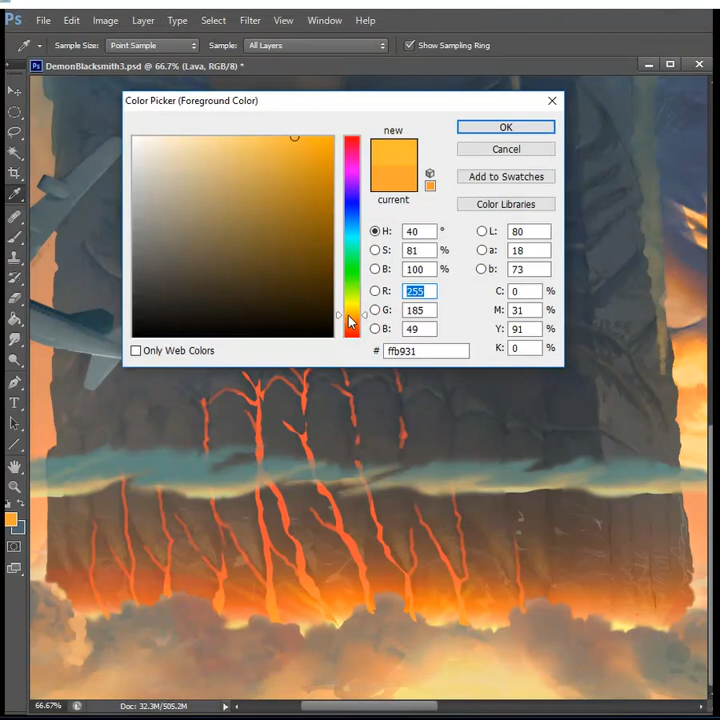 Ps File Edit Image Layer Type Select Filter View Window Help
Sample Size: Point Sample Sample: All Layers Show Sampling Ring
Ps DemonBlacksmith3.psd @ 66.7% (Lava, RGB/8) *
Color Picker (Foreground Color)
new
current
OK
Cancel
Add to Swatches
Color Libraries
H: 40 °
S: 81 %
B: 100 %
R: 255
G: 185
B: 49
# ffb931
L: 80
a: 18
b: 73
C: 0 %
M: 31 %
Y: 91 %
K: 0 %
Only Web Colors
T
66.67% Doc: 32.3M/505.2M